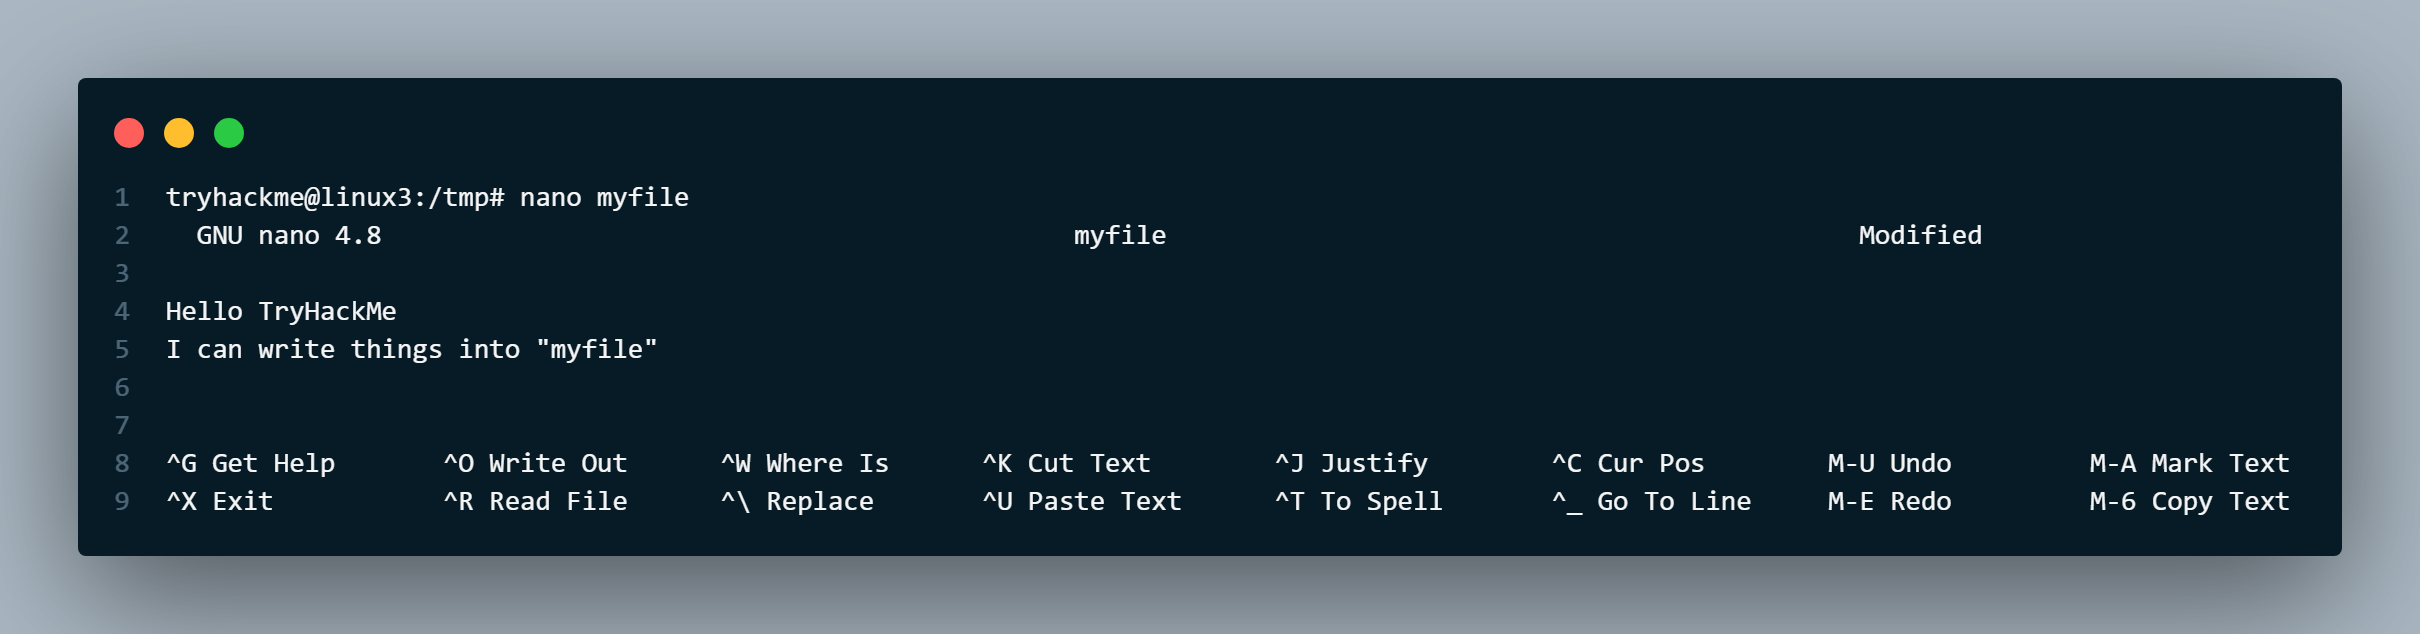 1 tryhackme@linux3:/tmp# nano myfile
2 GNU nano 4.8 myfile Modified
3
4 Hello TryHackMe
5 I can write things into "myfile"
6
7
8 ^G Get Help ^O Write Out ^W Where Is ^K Cut Text ^J Justify ^C Cur Pos M-U Undo M-A Mark Text
9 ^X Exit ^R Read File ^\ Replace ^U Paste Text ^T To Spell ^_ Go To Line M-E Redo M-6 Copy Text